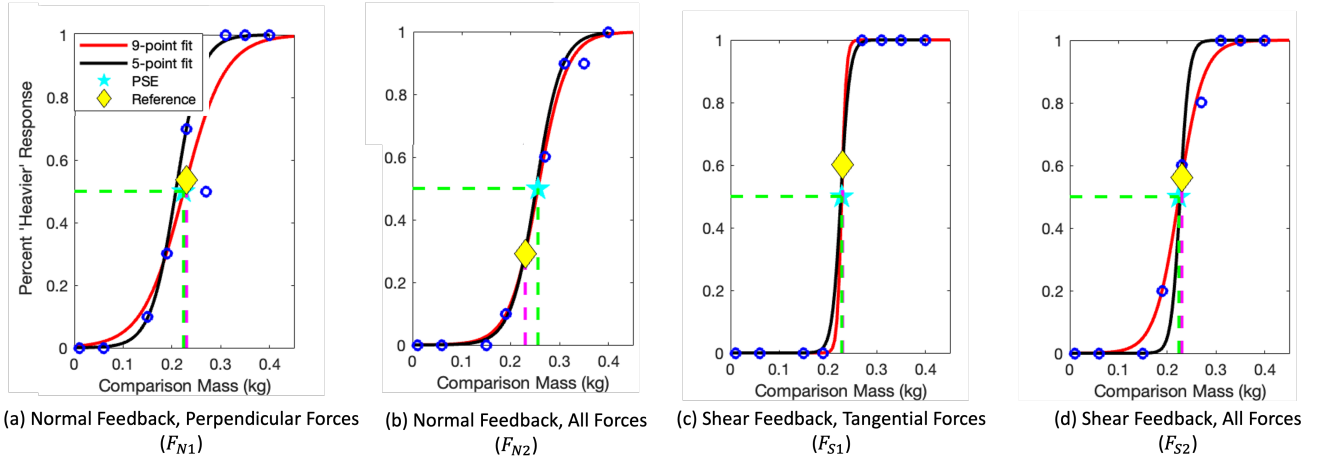 Percent 'Heavier' Response
1
0.8
0.6
0.4
0.2
0
9-point fit
5-point fit
PSE
Reference
0 0.1 0.2 0.3 0.4
Comparison Mass (kg)
(a) Normal Feedback, Perpendicular Forces
(F_N1)
1
0.8
0.6
0.4
0.2
0
0 0.2 0.3 0.4
Comparison Mass (kg)
(b) Normal Feedback, All Forces
(F_N2)
1
0.8
0.6
0.4
0.2
0
0 0.1 0.2 0.3 0.4
Comparison Mass (kg)
(c) Shear Feedback, Tangential Forces
(F_S1)
1
0.8
0.6
0.4
0.2
0
0 0.1 0.2 0.3 0.4
Comparison Mass (kg)
(d) Shear Feedback, All Forces
(F_S2)